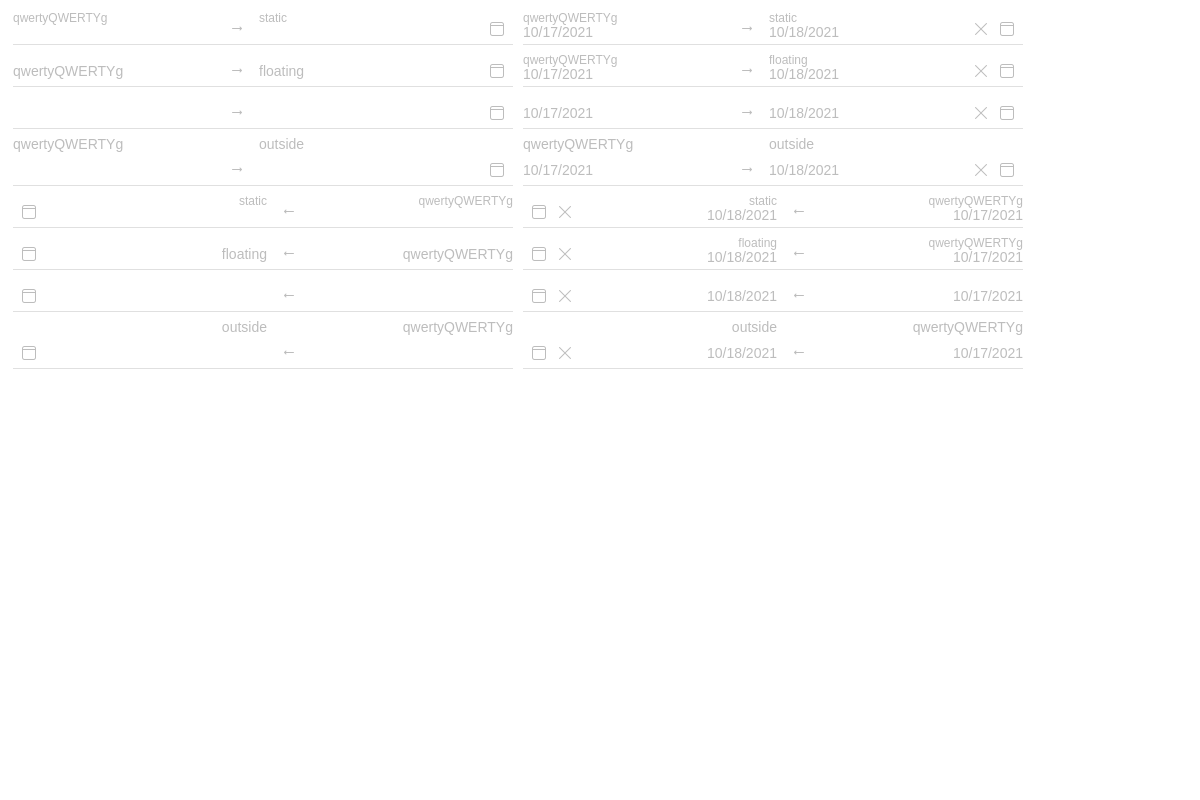 qwertyQWERTYg → static qwertyQWERTYg → static
10/17/2021 10/18/2021
qwertyQWERTYg → floating qwertyQWERTYg → floating
10/17/2021 10/18/2021
→ 10/17/2021 → 10/18/2021
qwertyQWERTYg outside qwertyQWERTYg outside
→ 10/17/2021 → 10/18/2021
static ← qwertyQWERTYg static ← qwertyQWERTYg
10/18/2021 10/17/2021
floating ← qwertyQWERTYg floating ← qwertyQWERTYg
10/18/2021 10/17/2021
← 10/18/2021 ← 10/17/2021
outside qwertyQWERTYg outside qwertyQWERTYg
← 10/18/2021 ← 10/17/2021